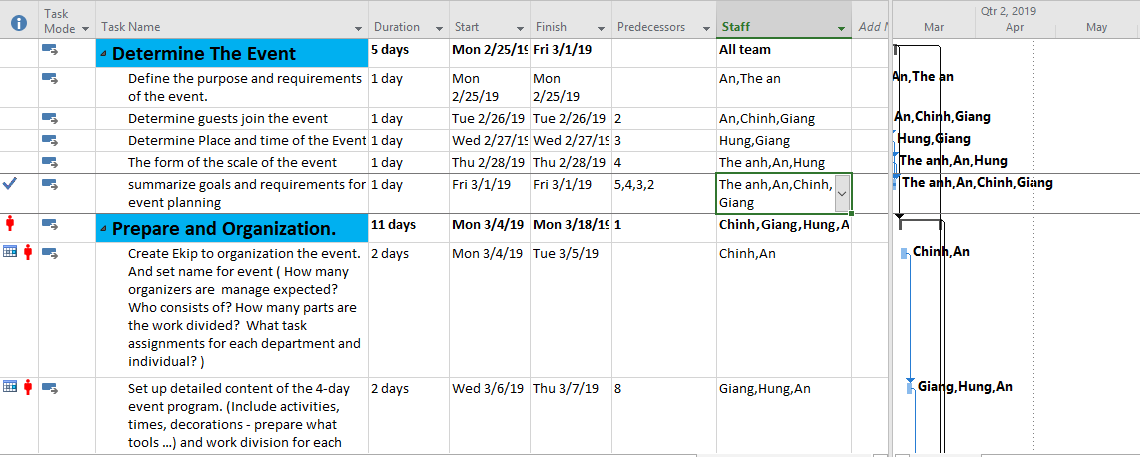 Qtr 2, 2019
Task Mode Task Name Duration Start Finish Predecessors Staff Add N Mar Apr May
Determine The Event 5 days Mon 2/25/19 Fri 3/1/19 All team
Define the purpose and requirements 1 day Mon Mon An,The an An,The an
of the event. 2/25/19 2/25/19
Determine guests join the event 1 day Tue 2/26/19 Tue 2/26/19 2 An,Chinh,Giang An,Chinh,Giang
Determine Place and time of the Event 1 day Wed 2/27/19 Wed 2/27/19 3 Hung,Giang Hung,Giang
The form of the scale of the event 1 day Thu 2/28/19 Thu 2/28/19 4 The anh,An,Hung The anh,An,Hung
summarize goals and requirements for 1 day Fri 3/1/19 Fri 3/1/19 5,4,3,2 The anh,An,Chinh, The anh,An,Chinh,Giang
event planning Giang
Prepare and Organization. 11 days Mon 3/4/19 Mon 3/18/19 1 Chinh,Giang,Hung,A
Create Ekip to organization the event. 2 days Mon 3/4/19 Tue 3/5/19 Chinh,An Chinh,An
And set name for event ( How many
organizers are manage expected?
Who consists of? How many parts are
the work divided? What task
assignments for each department and
individual? )
Set up detailed content of the 4-day 2 days Wed 3/6/19 Thu 3/7/19 8 Giang,Hung,An Giang,Hung,An
event program. (Include activities,
times, decorations - prepare what
tools ...) and work division for each